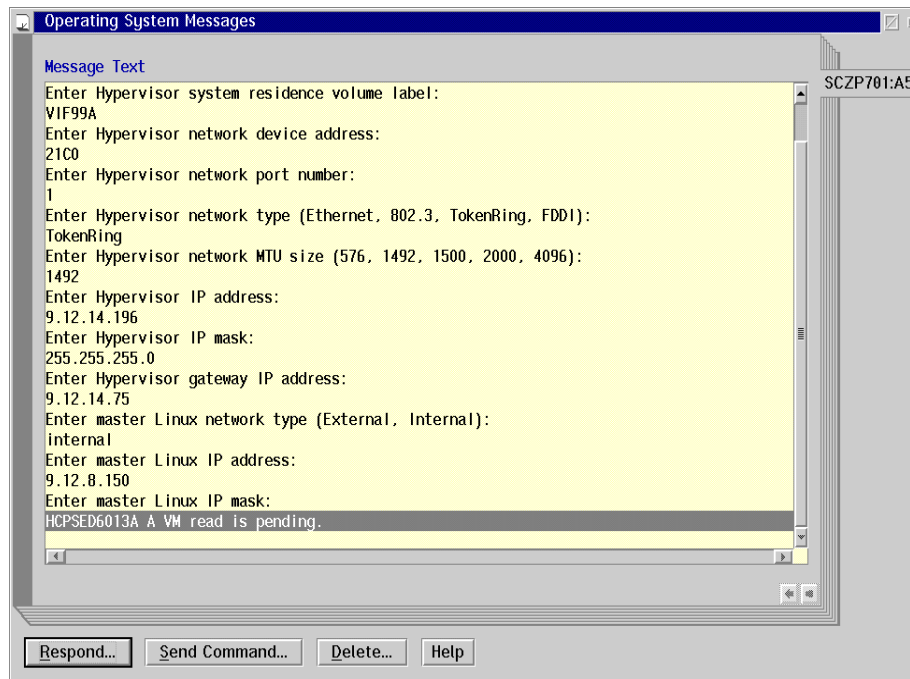 Operating System Messages
Message Text
SCZP701:A5
Enter Hypervisor system residence volume label:
VIF99A
Enter Hypervisor network device address:
21C0
Enter Hypervisor network port number:
1
Enter Hypervisor network type (Ethernet, 802.3, TokenRing, FDDI):
TokenRing
Enter Hypervisor network MTU size (576, 1492, 1500, 2000, 4096):
1492
Enter Hypervisor IP address:
9.12.14.196
Enter Hypervisor IP mask:
255.255.255.0
Enter Hypervisor gateway IP address:
9.12.14.75
Enter master Linux network type (External, Internal):
internal
Enter master Linux IP address:
9.12.8.150
Enter master Linux IP mask:
HCPSED6013A A VM read is pending.
Respond... Send Command... Delete... Help